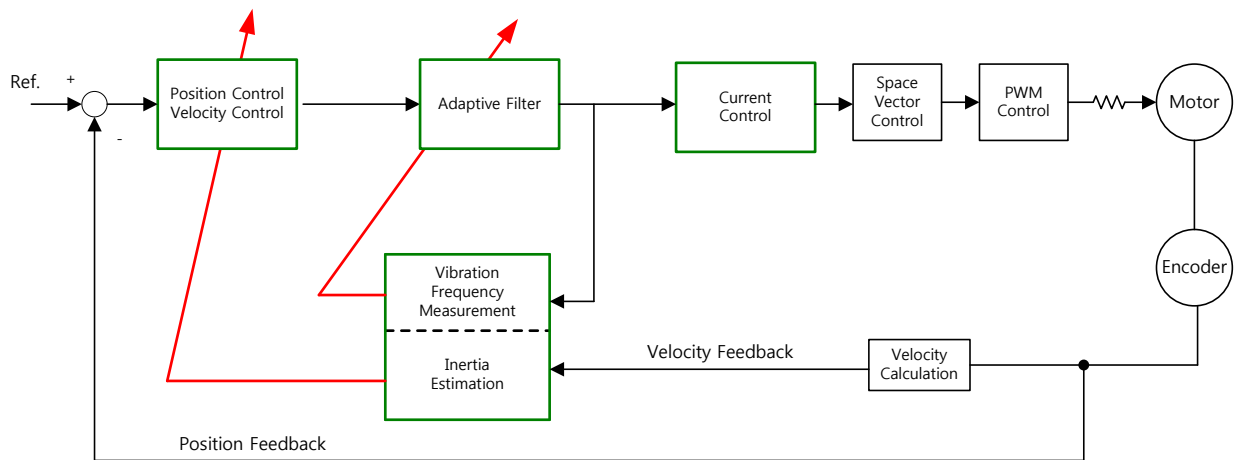 Ref.
+
-
Position Control
Velocity Control
Adaptive Filter
Current
Control
Space
Vector
Control
PWM
Control
Motor
Encoder
Vibration
Frequency
Measurement
Inertia
Estimation
Velocity Feedback
Velocity
Calculation
Position Feedback